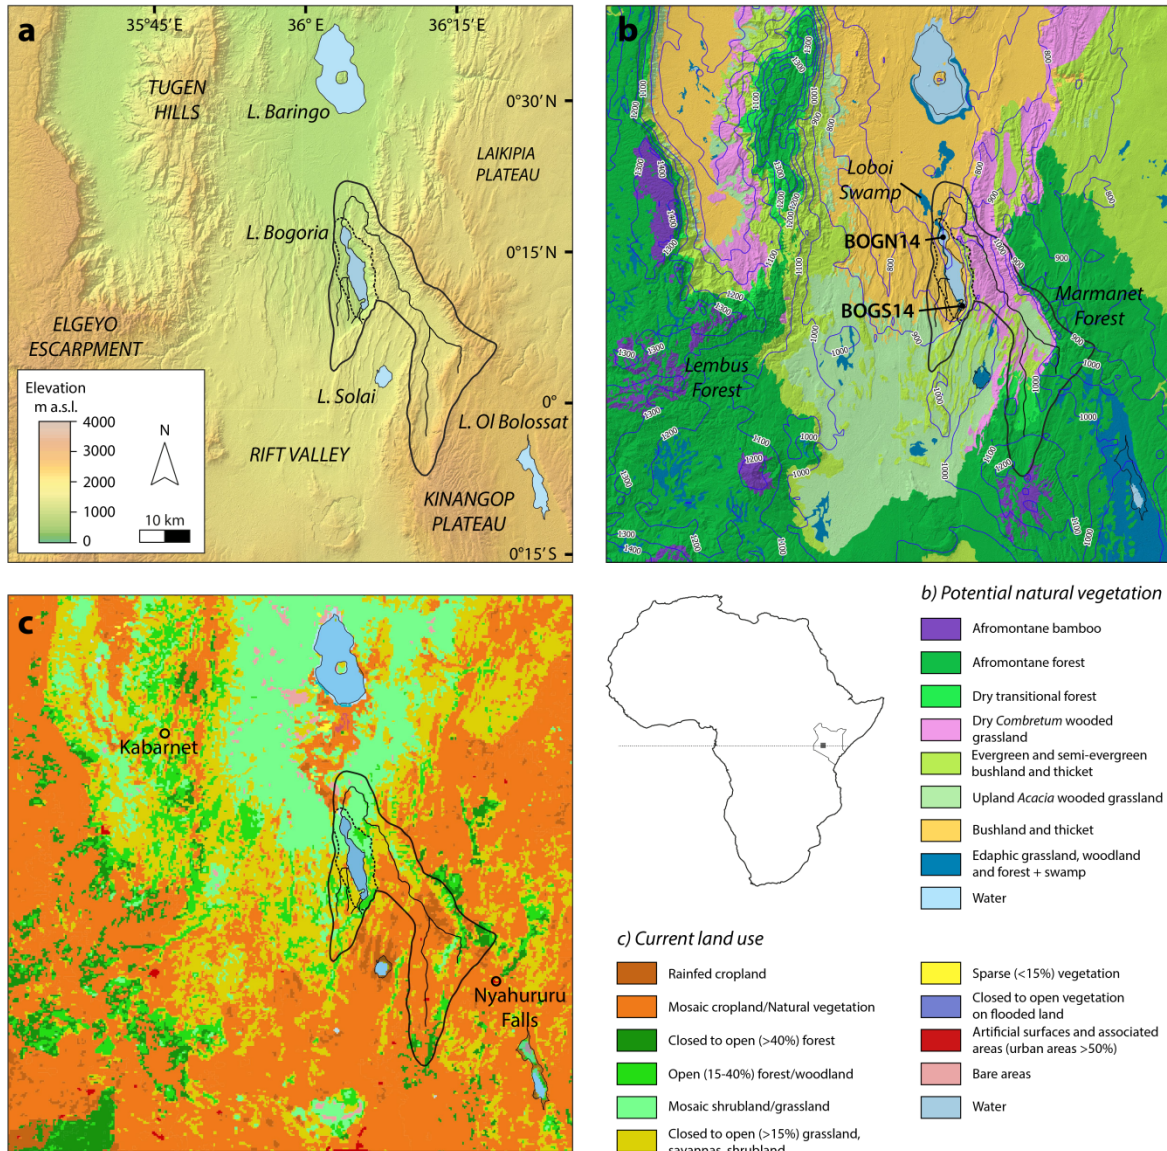 a
35°45′ E
36°0 E
36°15′ E
TUGEN
HILLS
L. Baringo
0°30′ N
LAIKIPIA
PLATEAU
L. Bogoria
0°15′ N
ELGEYO
ESCARPMENT
L. Solai
0°
L. Ol Bolossat
RIFT VALLEY
KINANGOP
PLATEAU
0°15′ S
Elevation
m a.s.l.
4000
3000
2000
1000
0
N
10 km
b
Loboi
Swamp
BOGN14
BOGS14
Marmanet
Forest
Lembus
Forest
c
Kabarnet
Nyahururu
Falls
b) Potential natural vegetation
Afromontane bamboo
Afromontane forest
Dry transitional forest
Dry Combretum wooded
grassland
Evergreen and semi-evergreen
bushland and thicket
Upland Acacia wooded grassland
Bushland and thicket
Edaphic grassland, woodland
and forest + swamp
Water
c) Current land use
Rainfed cropland
Mosaic cropland/Natural vegetation
Closed to open (>40%) forest
Open (15-40%) forest/woodland
Mosaic shrubland/grassland
Closed to open (>15%) grassland,
savannas, shrubland
Sparse (<15%) vegetation
Closed to open vegetation
on flooded land
Artificial surfaces and associated
areas (urban areas >50%)
Bare areas
Water